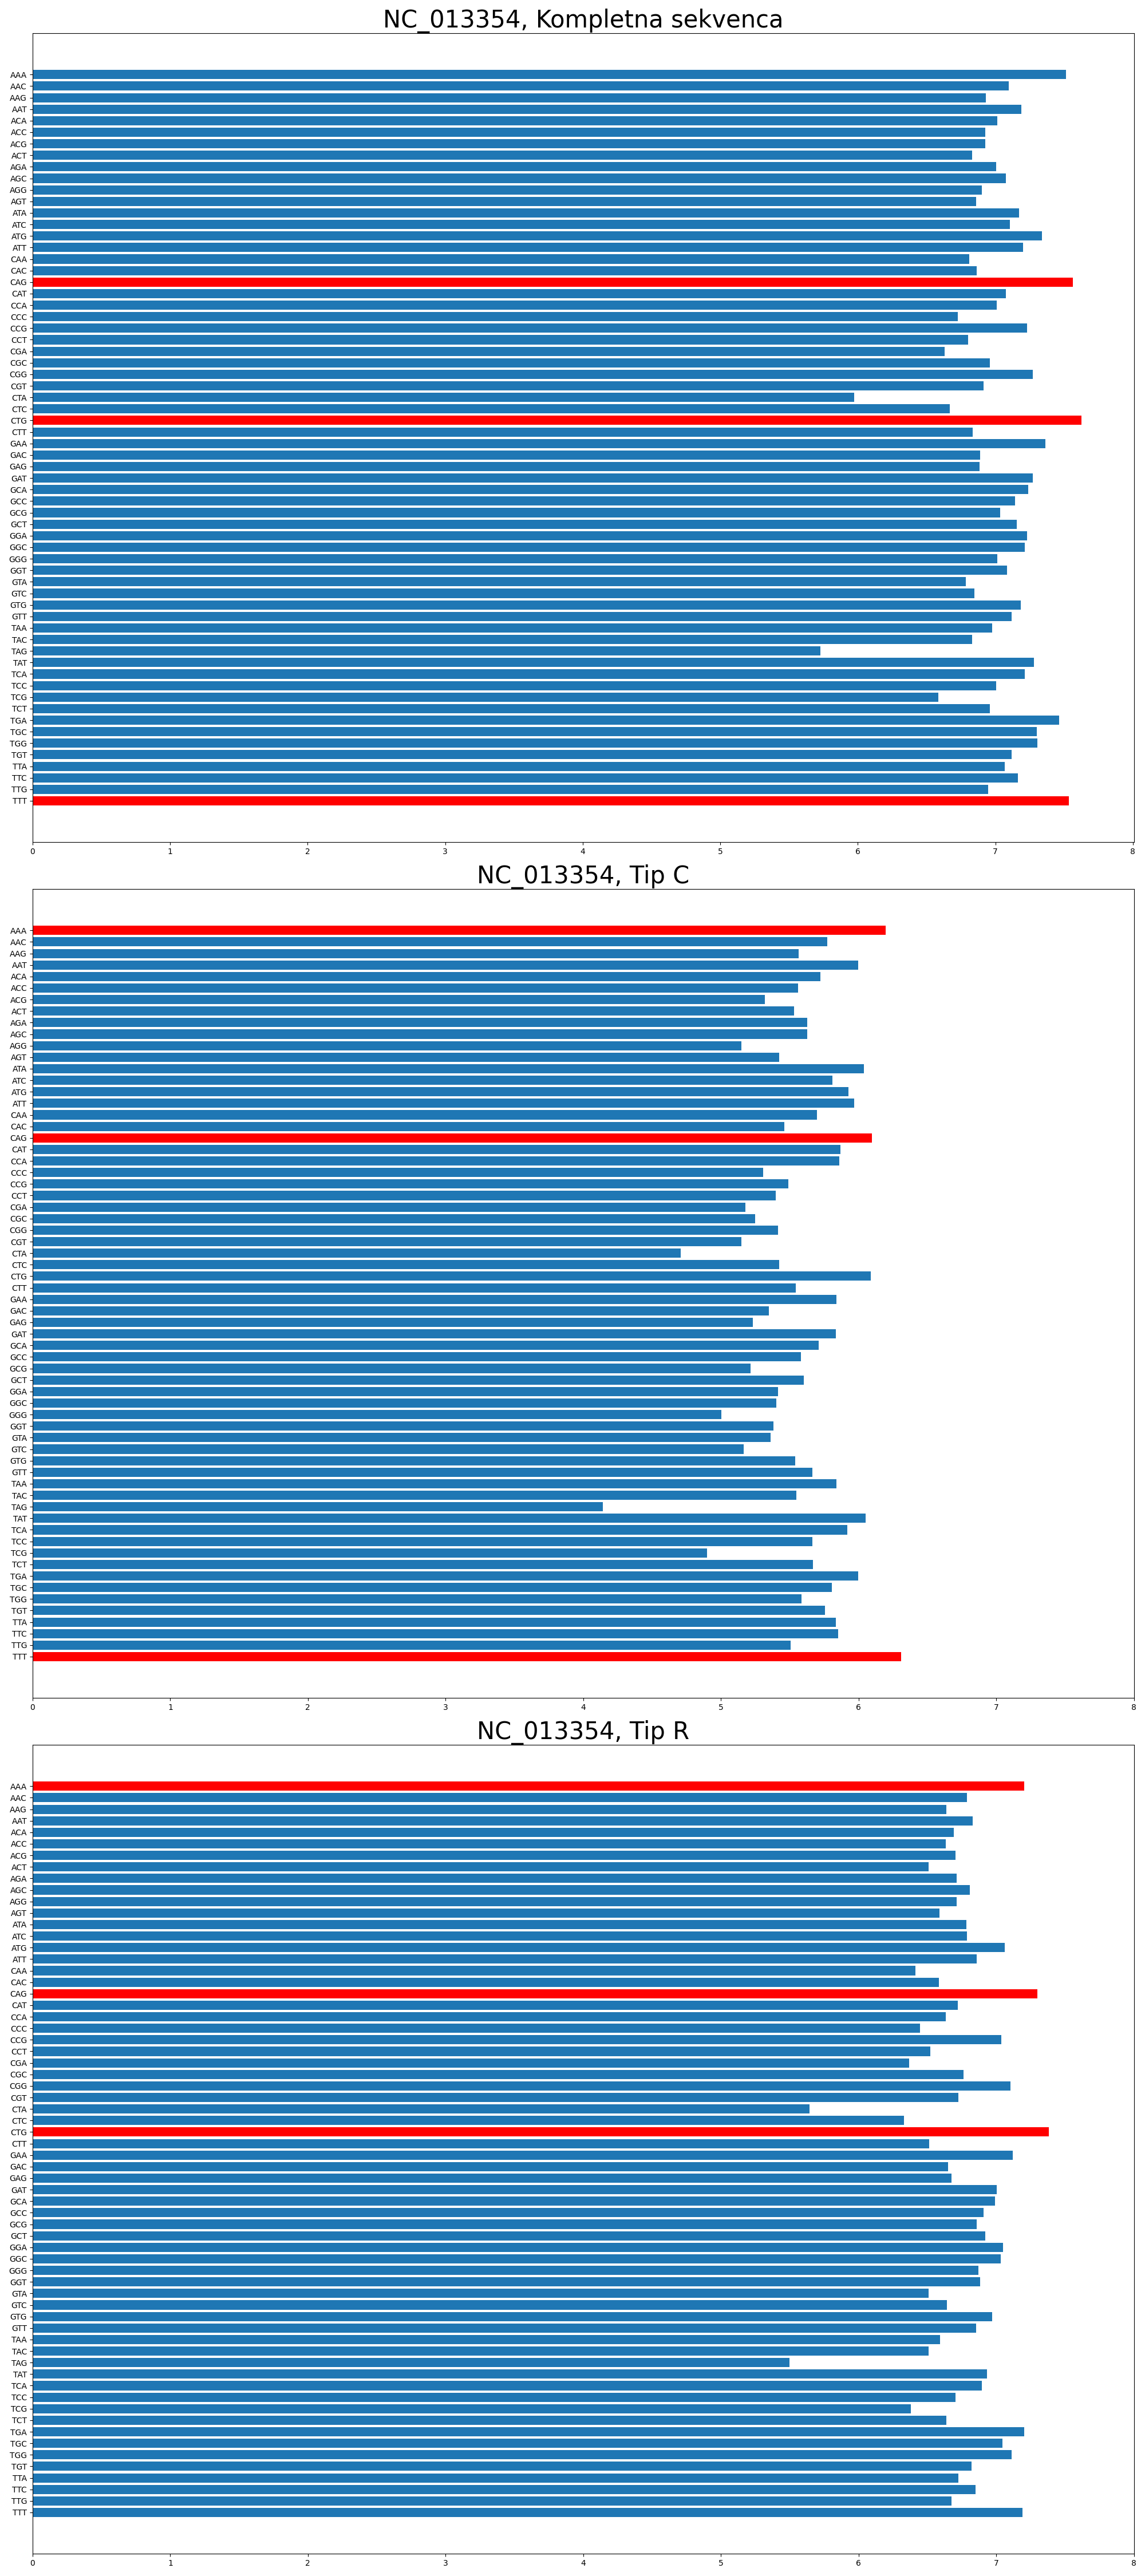 NC_013354, Kompletna sekvenca
AAA
AAC
AAG
AAT
ACA
ACC
ACG
ACT
AGA
AGC
AGG
AGT
ATA
ATC
ATG
ATT
CAA
CAC
CAG
CAT
CCA
CCC
CCG
CCT
CGA
CGC
CGG
CGT
CTA
CTC
CTG
CTT
GAA
GAC
GAG
GAT
GCA
GCC
GCG
GCT
GGA
GGC
GGG
GGT
GTA
GTC
GTG
GTT
TAA
TAC
TAG
TAT
TCA
TCC
TCG
TCT
TGA
TGC
TGG
TGT
TTA
TTC
TTG
TTT
0 1 2 3 4 5 6 7 8
NC_013354, Tip C
AAA
AAC
AAG
AAT
ACA
ACC
ACG
ACT
AGA
AGC
AGG
AGT
ATA
ATC
ATG
ATT
CAA
CAC
CAG
CAT
CCA
CCC
CCG
CCT
CGA
CGC
CGG
CGT
CTA
CTC
CTG
CTT
GAA
GAC
GAG
GAT
GCA
GCC
GCG
GCT
GGA
GGC
GGG
GGT
GTA
GTC
GTG
GTT
TAA
TAC
TAG
TAT
TCA
TCC
TCG
TCT
TGA
TGC
TGG
TGT
TTA
TTC
TTG
TTT
0 1 2 3 4 5 6 7 8
NC_013354, Tip R
AAA
AAC
AAG
AAT
ACA
ACC
ACG
ACT
AGA
AGC
AGG
AGT
ATA
ATC
ATG
ATT
CAA
CAC
CAG
CAT
CCA
CCC
CCG
CCT
CGA
CGC
CGG
CGT
CTA
CTC
CTG
CTT
GAA
GAC
GAG
GAT
GCA
GCC
GCG
GCT
GGA
GGC
GGG
GGT
GTA
GTC
GTG
GTT
TAA
TAC
TAG
TAT
TCA
TCC
TCG
TCT
TGA
TGC
TGG
TGT
TTA
TTC
TTG
TTT
0 1 2 3 4 5 6 7 8